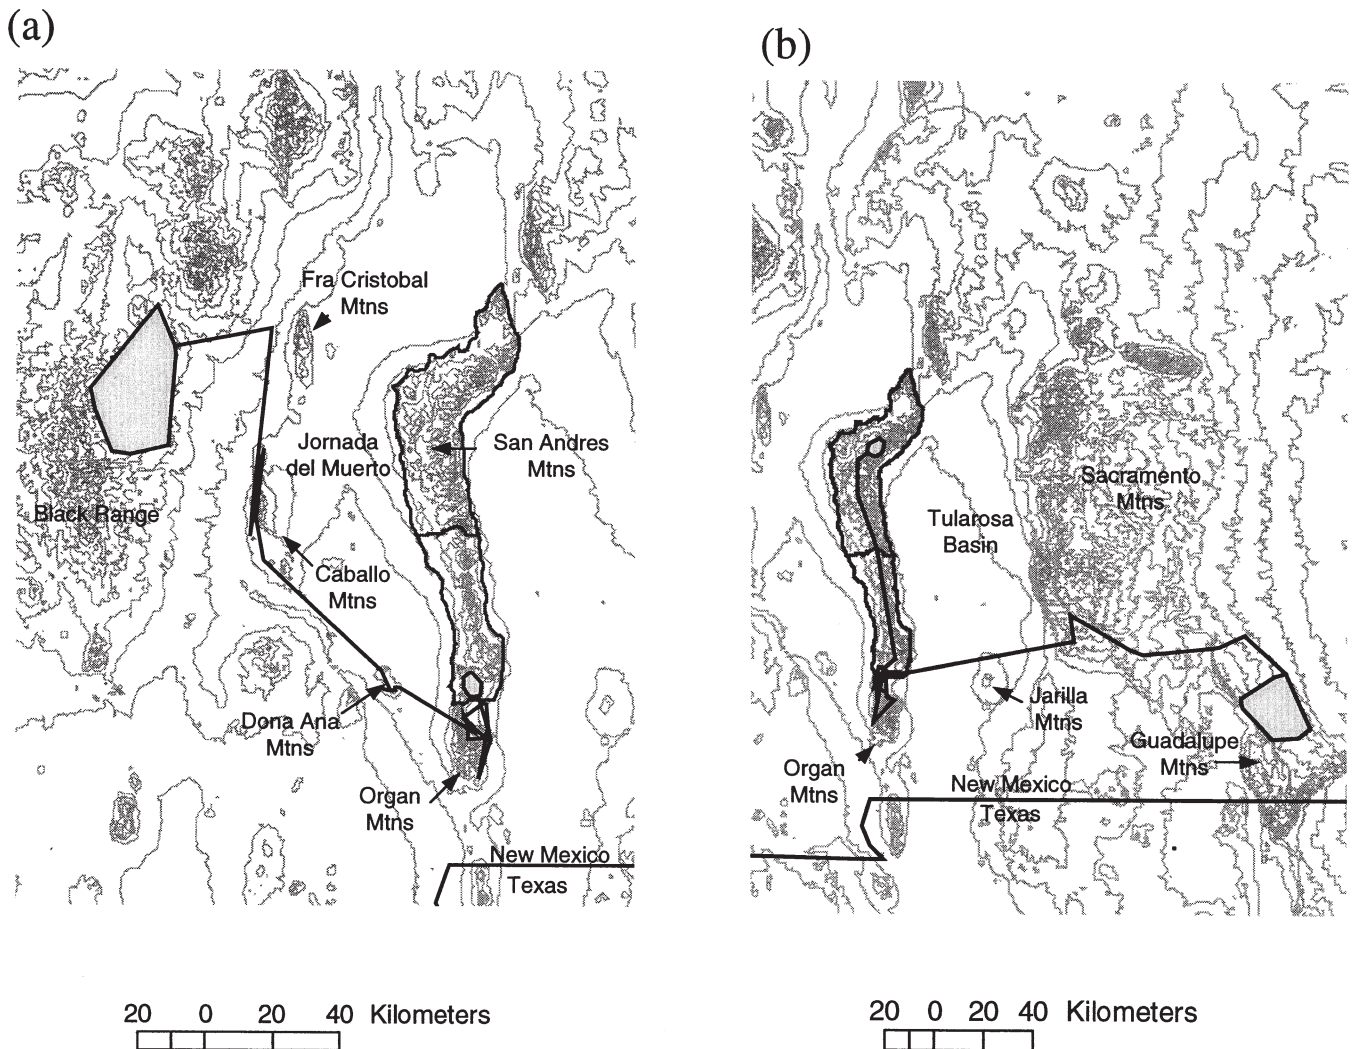 (a)
Fra Cristobal
Mtns
Jornada
del Muerto
San Andres
Mtns
Black Range
Caballo
Mtns
Dona Ana
Mtns
Organ
Mtns
New Mexico
Texas
20 0 20 40 Kilometers
(b)
Sacramento
Mtns
Tularosa
Basin
Jarilla
Mtns
Guadalupe
Mtns
Organ
Mtns
New Mexico
Texas
20 0 20 40 Kilometers